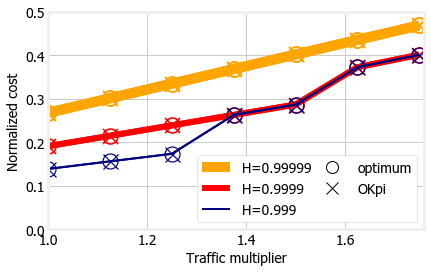 0.5
0.4
0.3
0.2
0.1
0.0
Normalized cost
1.0
1.2
1.4
1.6
Traffic multiplier
H=0.99999
H=0.9999
H=0.999
optimum
OKpi